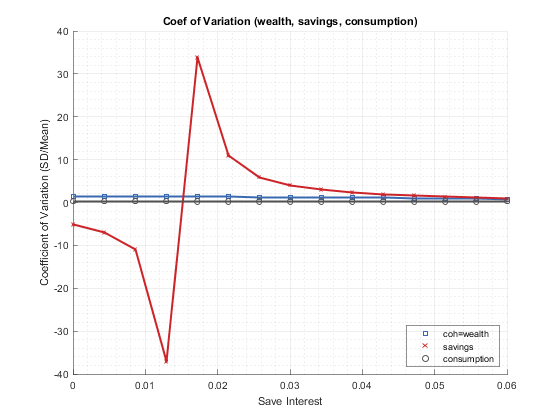 Coef of Variation (wealth, savings, consumption)
Coefficient of Variation (SD/Mean)
40
30
20
10
0
-10
-20
-30
-40
0 0.01 0.02 0.03 0.04 0.05 0.06
Save Interest
coh=wealth
savings
consumption